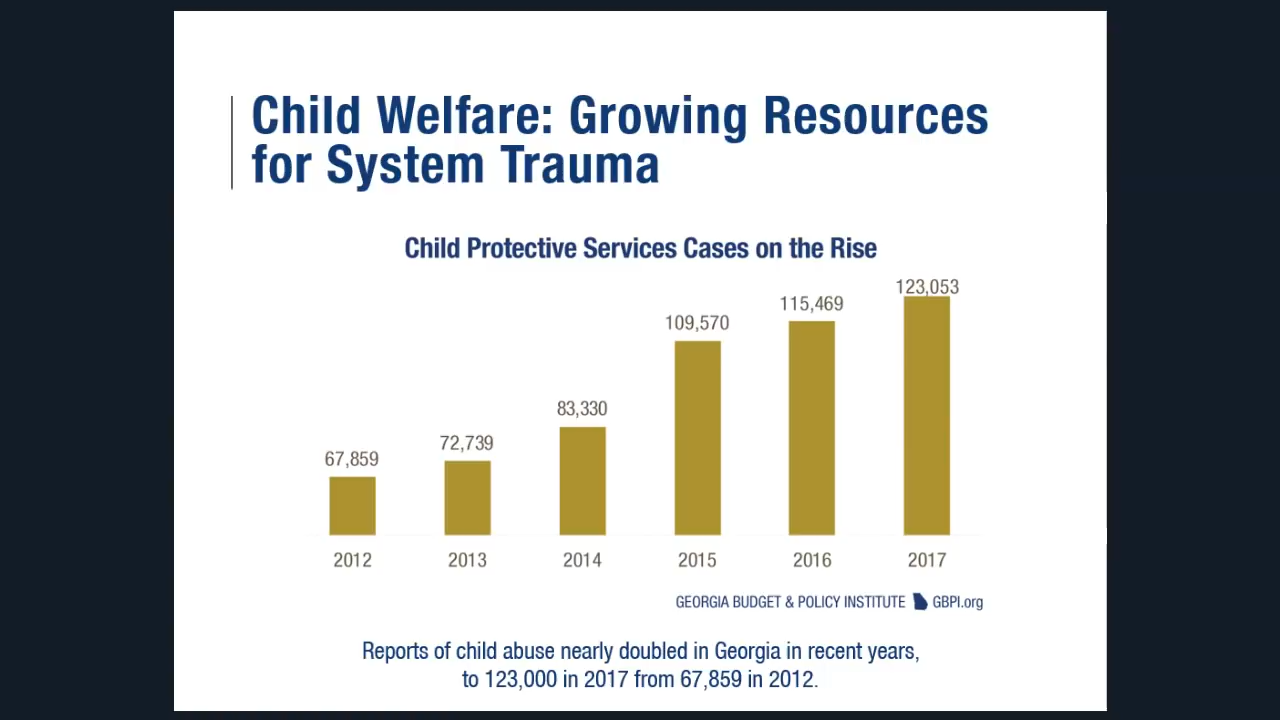 Child Welfare: Growing Resources
for System Trauma
Child Protective Services Cases on the Rise
67,859
72,739
83,330
109,570
115,469
123,053
2012 2013 2014 2015 2016 2017
GEORGIA BUDGET & POLICY INSTITUTE GBPI.org
Reports of child abuse nearly doubled in Georgia in recent years,
to 123,000 in 2017 from 67,859 in 2012.